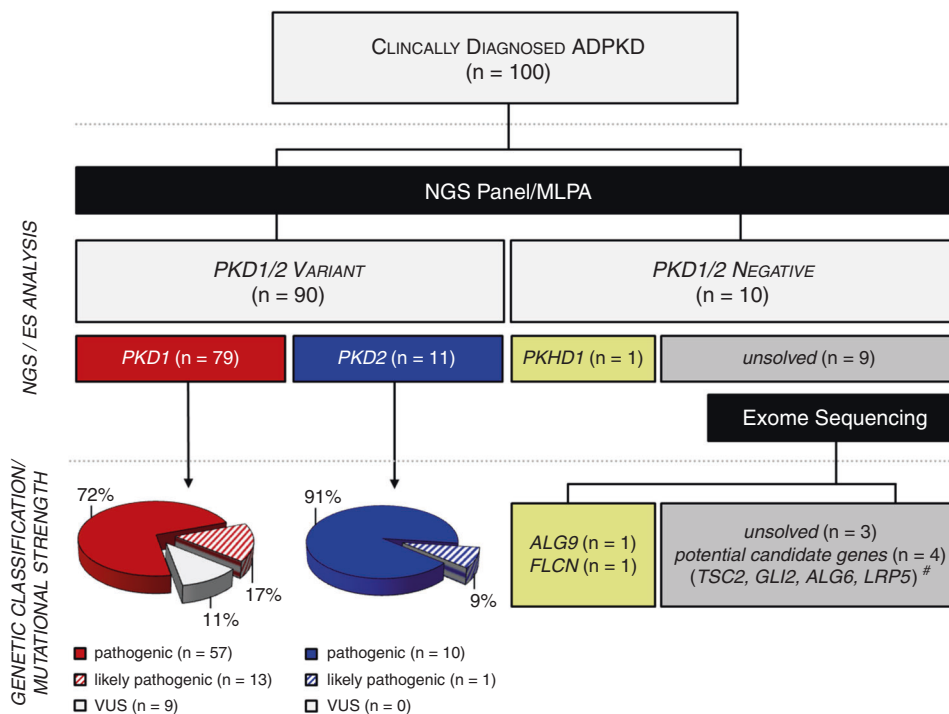 CLINCALLY DIAGNOSED ADPKD
(n = 100)
NGS Panel/MLPA
NGS / ES ANALYSIS
PKD1/2 VARIANT
(n = 90)
PKD1/2 NEGATIVE
(n = 10)
PKD1 (n = 79)
PKD2 (n = 11)
PKHD1 (n = 1)
unsolved (n = 9)
Exome Sequencing
GENETIC CLASSIFICATION/
MUTATIONAL STRENGTH
72%
17%
11%
91%
9%
ALG9 (n = 1)
FLCN (n = 1)
unsolved (n = 3)
potential candidate genes (n = 4)
(TSC2, GLI2, ALG6, LRP5) #
pathogenic (n = 57)
likely pathogenic (n = 13)
VUS (n = 9)
pathogenic (n = 10)
likely pathogenic (n = 1)
VUS (n = 0)